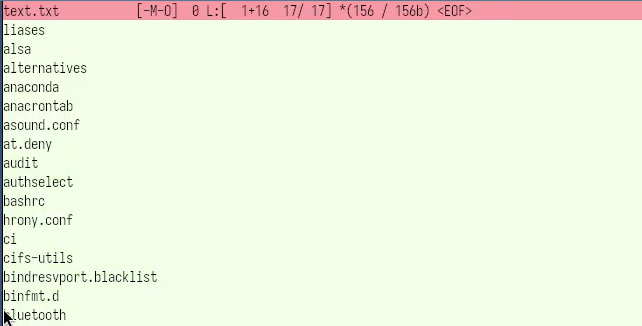 text.txt [-M-O] 0 L:[ 1+16 17/ 17] *(156 / 156b) <EOF>
liases
alsa
alternatives
anaconda
anacrontab
asound.conf
at.deny
audit
authselect
bashrc
hrony.conf
ci
cifs-utils
bindresvport.blacklist
binfmt.d
bluetooth